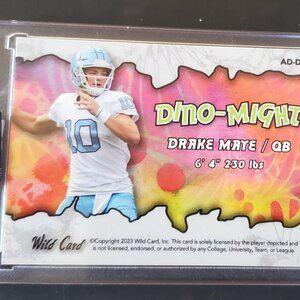 AD-D
DINO-MIGHT
DRAKE MAYE / QB
6' 4" 230 lbs
10
Wild Card
©Copyright 2023 Wild Card, Inc. This card is solely licensed by the player depicted and
is not licensed, endorsed, or authorized by any College, University, Team, or League.